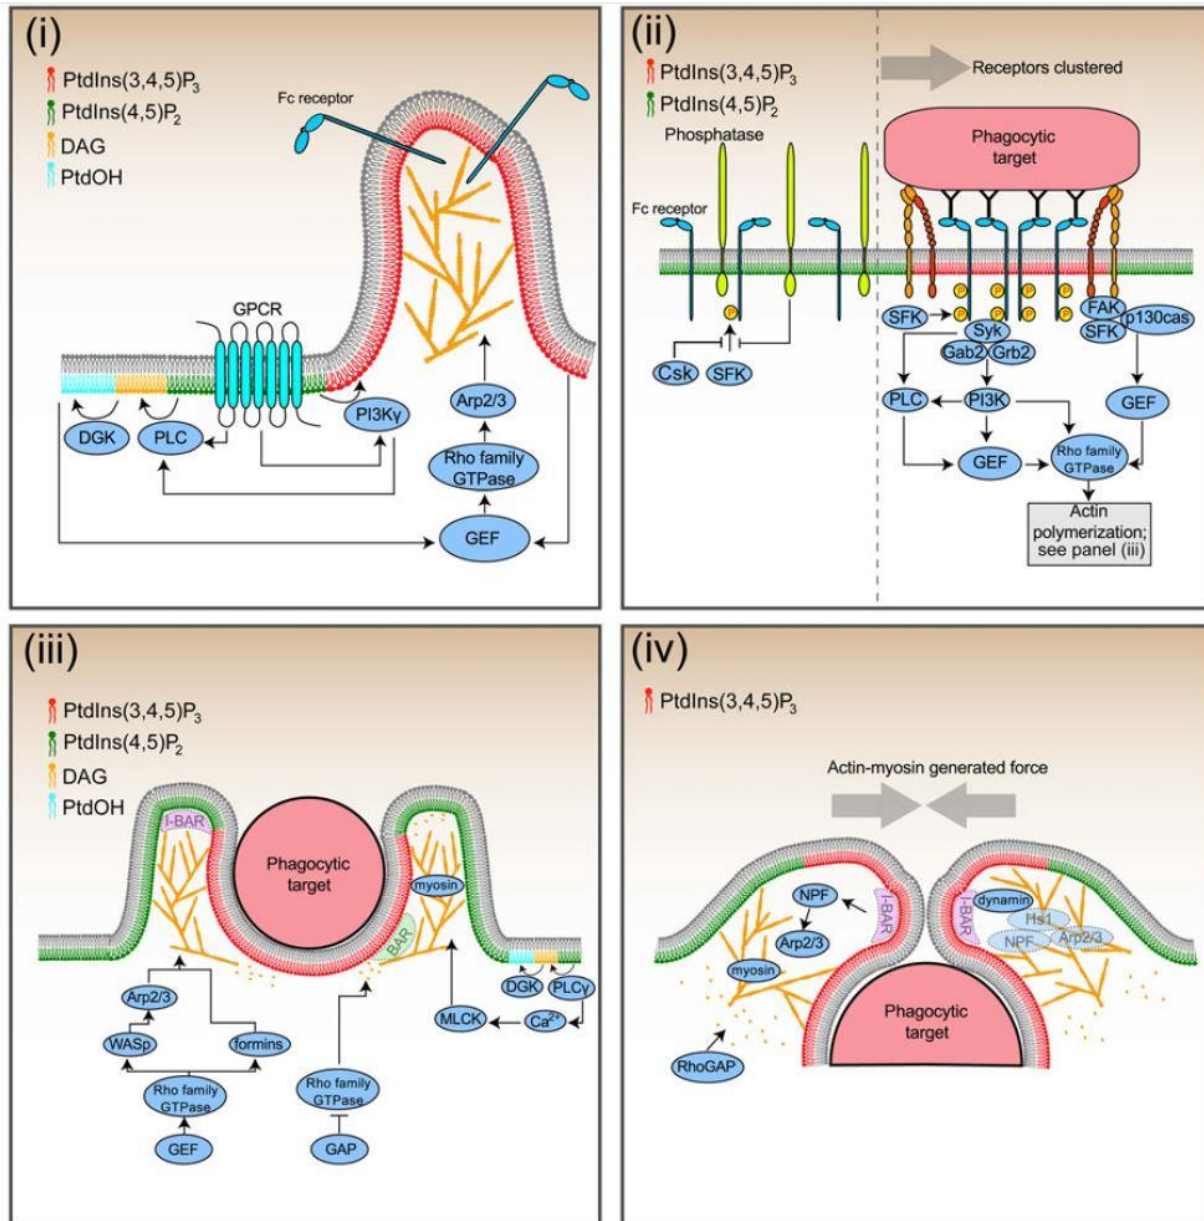 (i)
PtdIns(3,4,5)P3
PtdIns(4,5)P2
DAG
PtdOH
Fc receptor
GPCR
DGK
PLC
PI3Kγ
Arp2/3
Rho family
GTPase
GEF
(ii)
PtdIns(3,4,5)P3
PtdIns(4,5)P2
Receptors clustered
Phosphatase
Phagocytic
target
Fc receptor
P
P
P
P
P
P
P
P
P
SFK
FAK
SFK
p130cas
Syk
Gab2
Grb2
Csk
SFK
PLC
PI3K
GEF
GEF
Rho family
GTPase
Actin
polymerization;
see panel (iii)
(iii)
PtdIns(3,4,5)P3
PtdIns(4,5)P2
DAG
PtdOH
I-BAR
Phagocytic
target
myosin
BAR
DGK
PLCγ
Arp2/3
MLCK
Ca2+
WASp
formins
Rho family
GTPase
Rho family
GTPase
GEF
GAP
(iv)
PtdIns(3,4,5)P3
Actin-myosin generated force
NPF
I-BAR
I-BAR
dynamin
Hs1
Arp2/3
NPF
Arp2/3
myosin
Phagocytic
target
RhoGAP